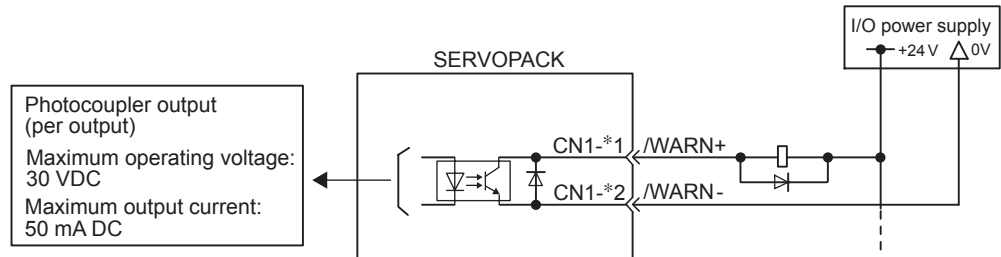 I/O power supply
+24 V 0V
SERVOPACK
Photocoupler output
(per output)
Maximum operating voltage:
30 VDC
Maximum output current:
50 mA DC
CN1-*1 /WARN+
CN1-*2 /WARN-